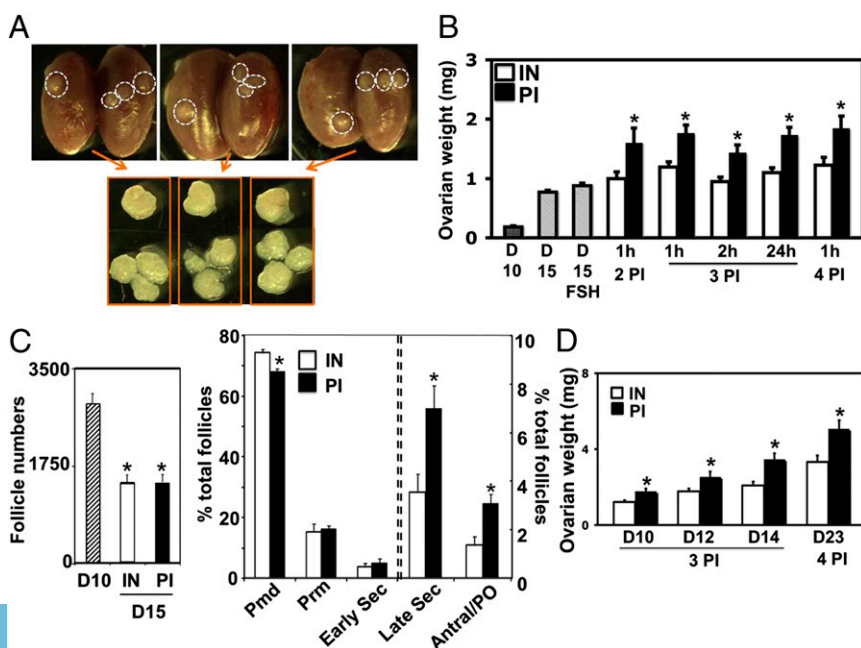 A
B
Ovarian weight (mg)
3
2
1
0
IN
PI
* * * * *
D D D 1h 1h 2h 24h 1h
10 15 15 2 PI 3 PI 4 PI
FSH
C
Follicle numbers
3500
1750
0
* *
D10 IN PI
D15
% total follicles
80
60
40
20
0
IN
PI
* * *
10
8
6
4
2
0
% total follicles
Pmd Prm Early Sec Late Sec Antral/PO
D
Ovarian weight (mg)
8
4
0
IN
PI
* * * *
D10 D12 D14 D23
3 PI 4 PI